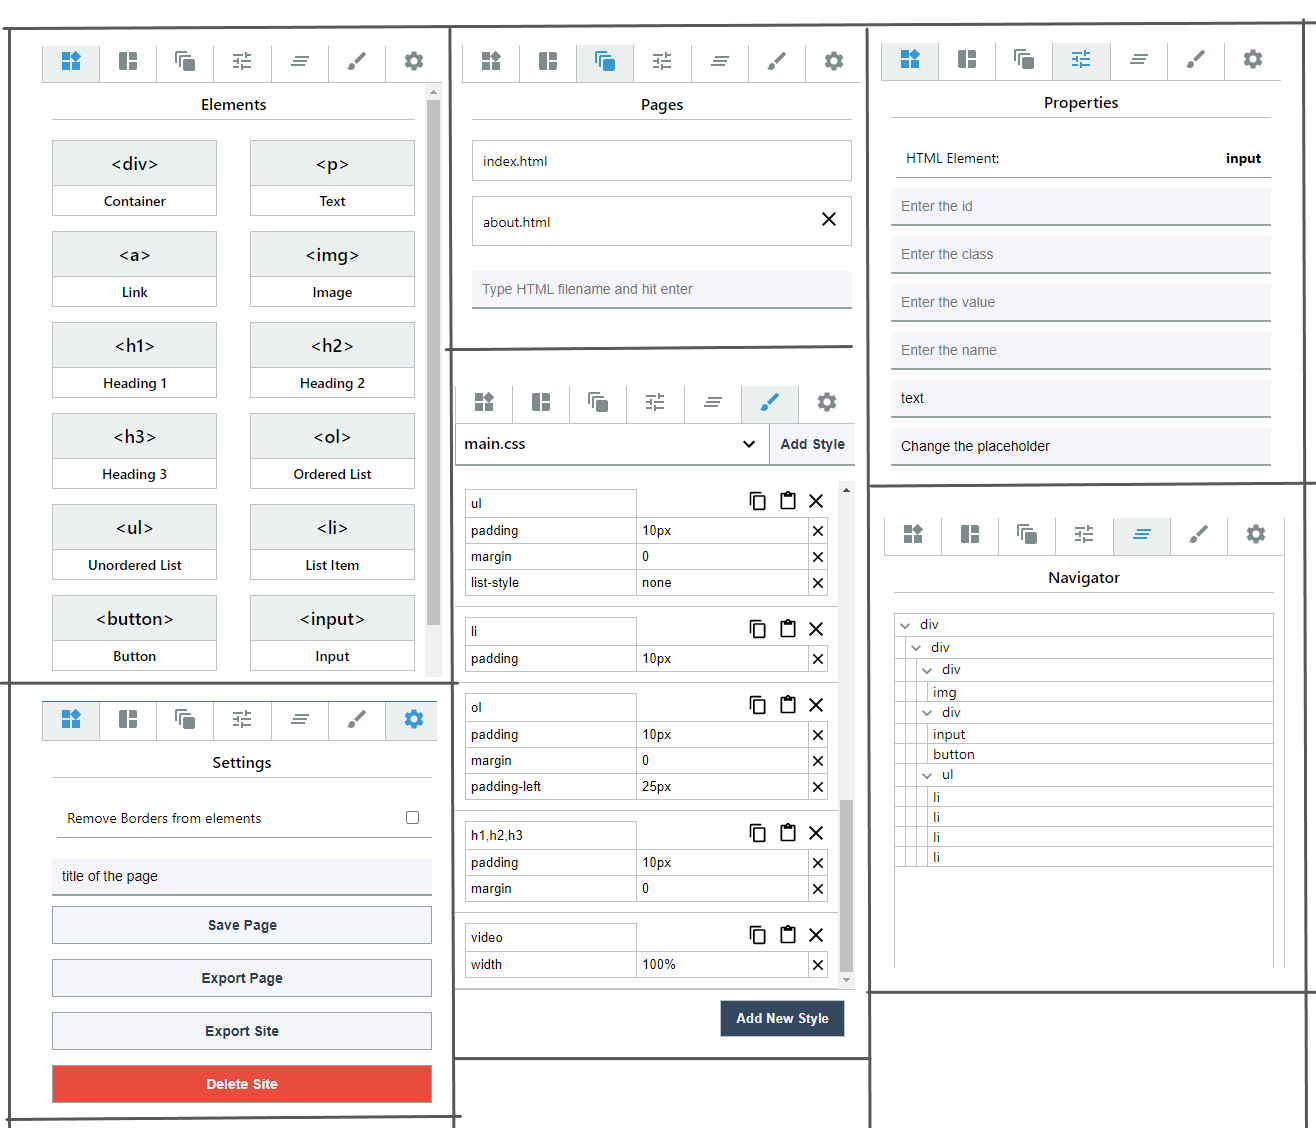 Elements
<div> <p>
Container Text
<a> <img>
Link Image
<h1> <h2>
Heading 1 Heading 2
<h3> <ol>
Heading 3 Ordered List
<ul> <li>
Unordered List List Item
<button> <input>
Button Input
Settings
Remove Borders from elements
title of the page
Save Page
Export Page
Export Site
Delete Site
Pages
index.html
about.html
Type HTML filename and hit enter
main.css Add Style
ul
padding 10px
margin 0
list-style none
li
padding 10px
ol
padding 10px
margin 0
padding-left 25px
h1,h2,h3
padding 10px
margin 0
video
width 100%
Add New Style
Properties
HTML Element: input
Enter the id
Enter the class
Enter the value
Enter the name
text
Change the placeholder
Navigator
div
div
div
img
div
input
button
ul
li
li
li
li